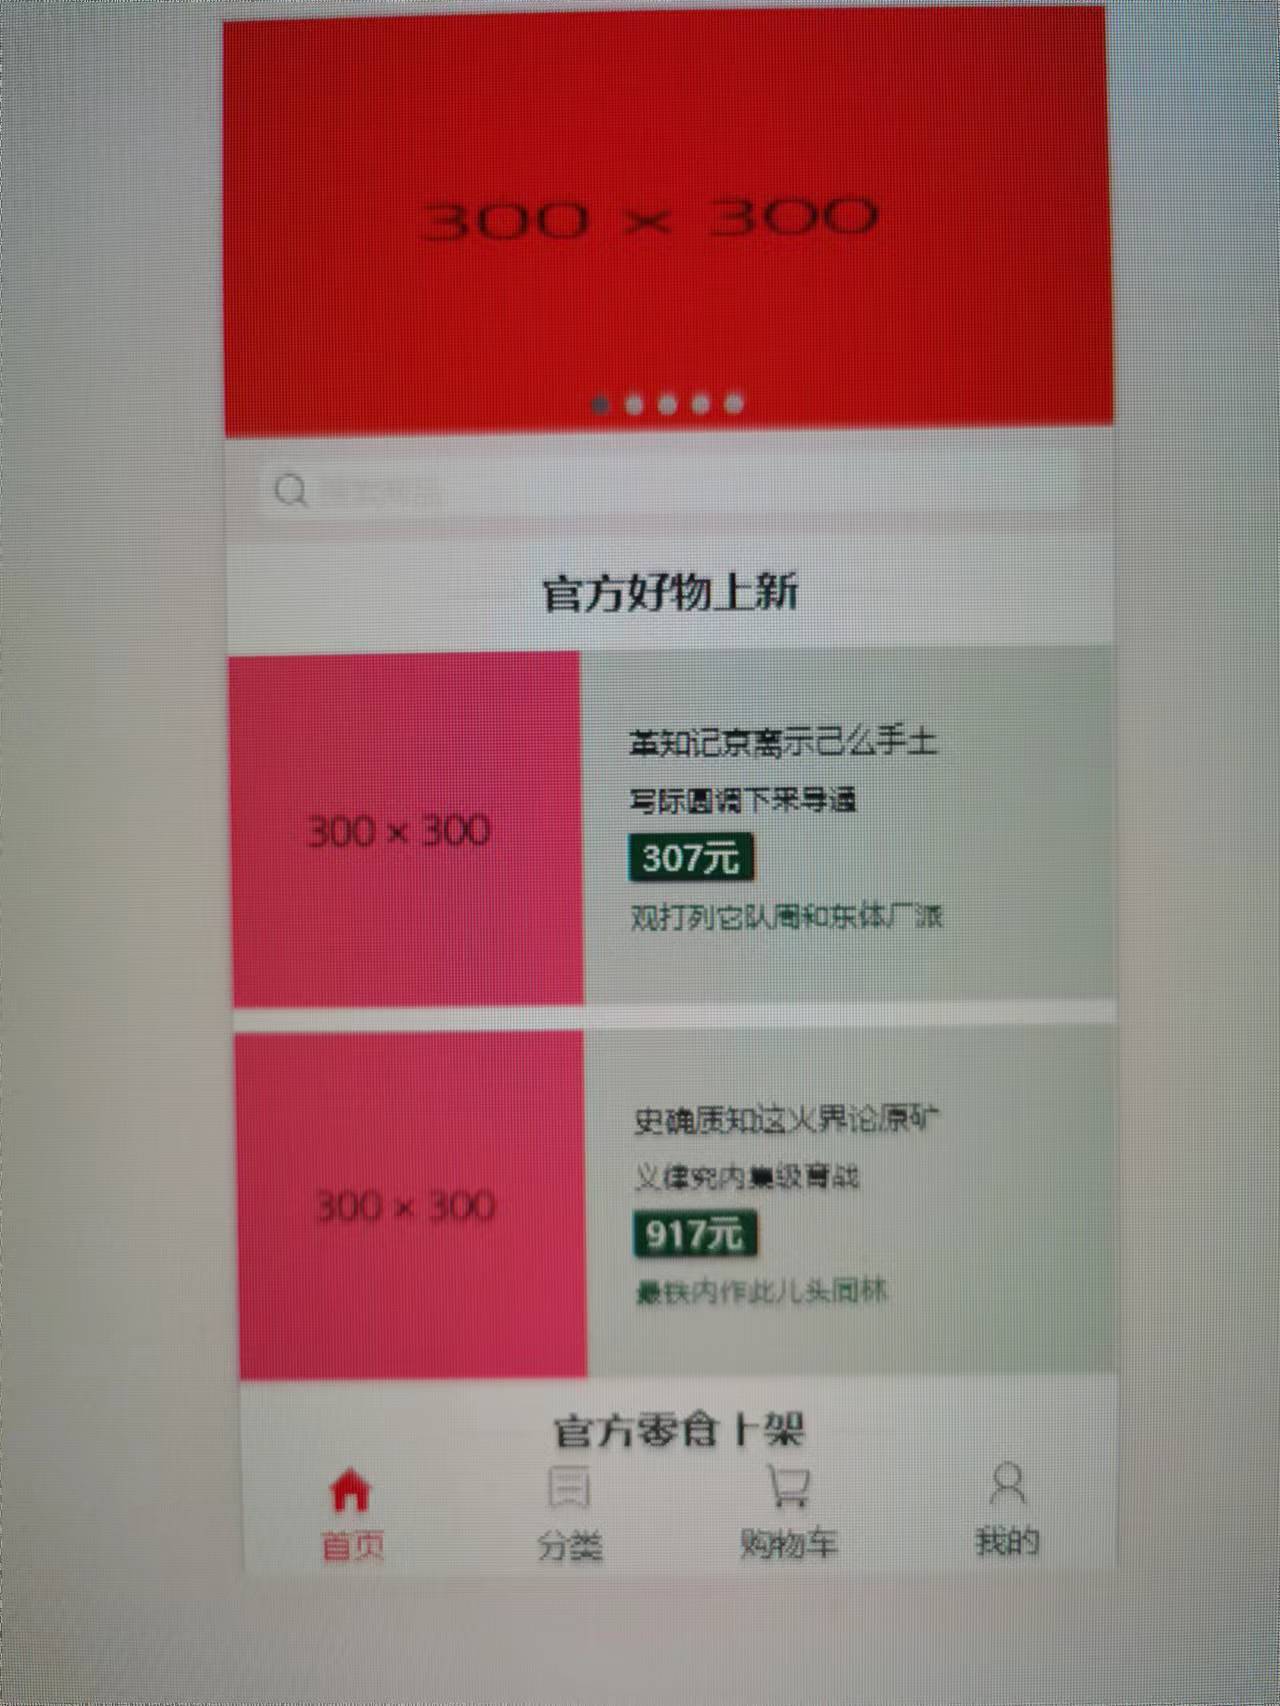 300 × 300
官方好物上新
300 × 300
革知记京离示己么手土
写际圆调下来导通
307元
观打列它队周和东体厂派
300 × 300
史确质知这火界论原矿
义律究内集级育战
917元
最铁内作此儿头同林
官方零食上架
首页
分类
购物车
我的